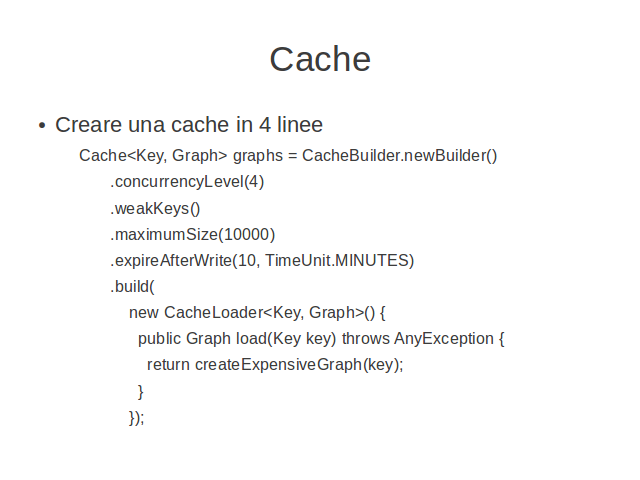 Cache
• Creare una cache in 4 linee
Cache<Key, Graph> graphs = CacheBuilder.newBuilder()
.concurrencyLevel(4)
.weakKeys()
.maximumSize(10000)
.expireAfterWrite(10, TimeUnit.MINUTES)
.build(
new CacheLoader<Key, Graph>() {
public Graph load(Key key) throws AnyException {
return createExpensiveGraph(key);
}
});